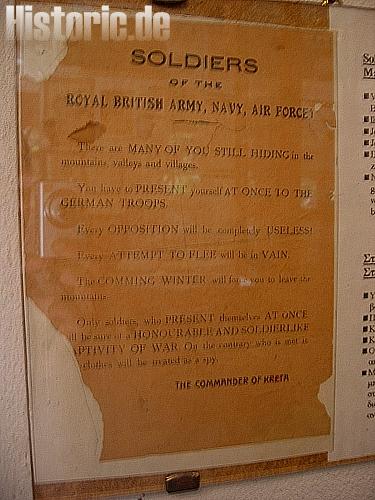 Historic.de
SOLDIERS
OF THE
ROYAL BRITISH ARMY, NAVY, AIR FORCE!
There are MANY OF YOU STILL HIDING in the
mountains, valleys and villages.
You have to PRESENT yourself AT ONCE TO THE
GERMAN TROOPS.
Every OPPOSITION will be completely USELESS!
Every ATTEMPT TO FLEE will be in VAIN.
The COMMING WINTER will force you to leave the
mountains.
Only soldiers, who PRESENT themselves AT ONCE
will be sure of a HONOURABLE AND SOLDIERLIKE
CAPTIVITY OF WAR. On the contrary who is met in
clothes will be treated as a spy.
THE COMMANDER OF KRETA